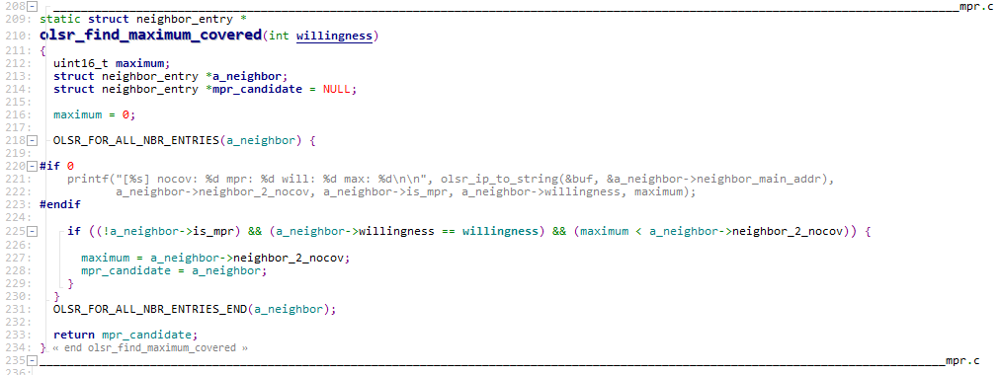 208: mpr.c
209: static struct neighbor_entry *
210: olsr_find_maximum_covered(int willingness)
211: {
212:   uint16_t maximum;
213:   struct neighbor_entry *a_neighbor;
214:   struct neighbor_entry *mpr_candidate = NULL;
215:
216:   maximum = 0;
217:
218:   OLSR_FOR_ALL_NBR_ENTRIES(a_neighbor) {
219:
220: #if 0
221:     printf("[%s] nocov: %d mpr: %d will: %d max: %d\n\n", olsr_ip_to_string(&buf, &a_neighbor->neighbor_main_addr),
222:            a_neighbor->neighbor_2_nocov, a_neighbor->is_mpr, a_neighbor->willingness, maximum);
223: #endif
224:
225:     if ((!a_neighbor->is_mpr) && (a_neighbor->willingness == willingness) && (maximum < a_neighbor->neighbor_2_nocov)) {
226:
227:       maximum = a_neighbor->neighbor_2_nocov;
228:       mpr_candidate = a_neighbor;
229:     }
230:   }
231:   OLSR_FOR_ALL_NBR_ENTRIES_END(a_neighbor);
232:
233:   return mpr_candidate;
234: } « end olsr_find_maximum_covered »
235: mpr.c
236: